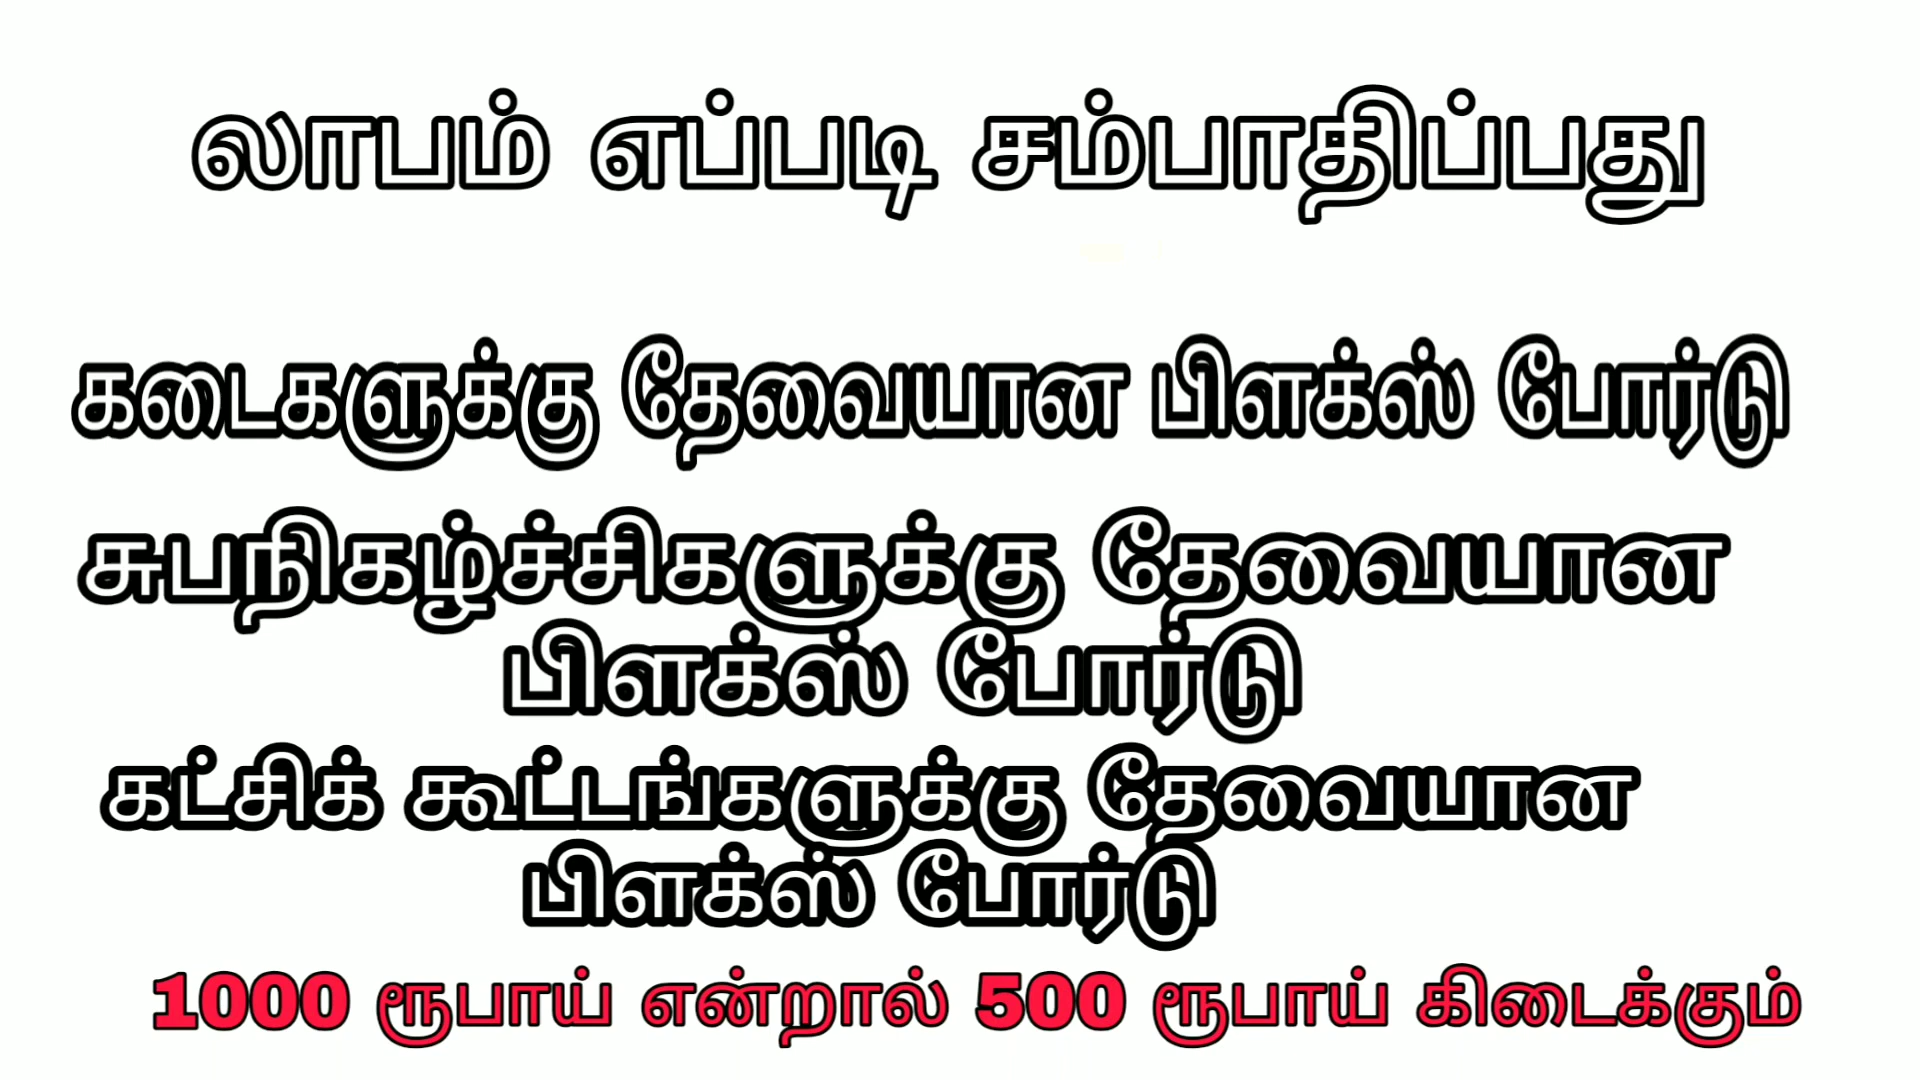 லாபம் எப்படி சம்பாதிப்பது
கடைகளுக்கு தேவையான பிளக்ஸ் போர்டு
சுபநிகழ்ச்சிகளுக்கு தேவையான
பிளக்ஸ் போர்டு
கட்சிக் கூட்டங்களுக்கு தேவையான
பிளக்ஸ் போர்டு
1000 ரூபாய் என்றால் 500 ரூபாய் கிடைக்கும்